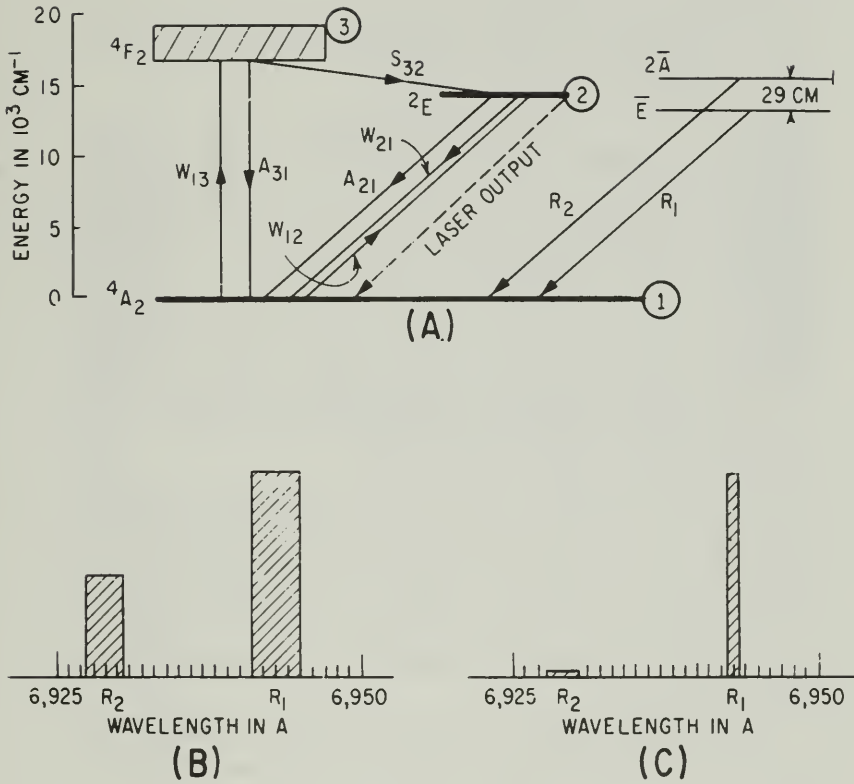 ENERGY IN 10³ CM⁻¹
20
15
10
5
0
⁴F₂
③
S₃₂
²E
②
W₁₃
A₃₁
W₂₁
A₂₁
W₁₂
LASER OUTPUT
⁴A₂
①
2A̅
29 CM
E̅
R₂
R₁
(A.)
6,925 R₂ R₁ 6,950
WAVELENGTH IN A
(B)
6,925 R₂ R₁ 6,950
WAVELENGTH IN A
(C)